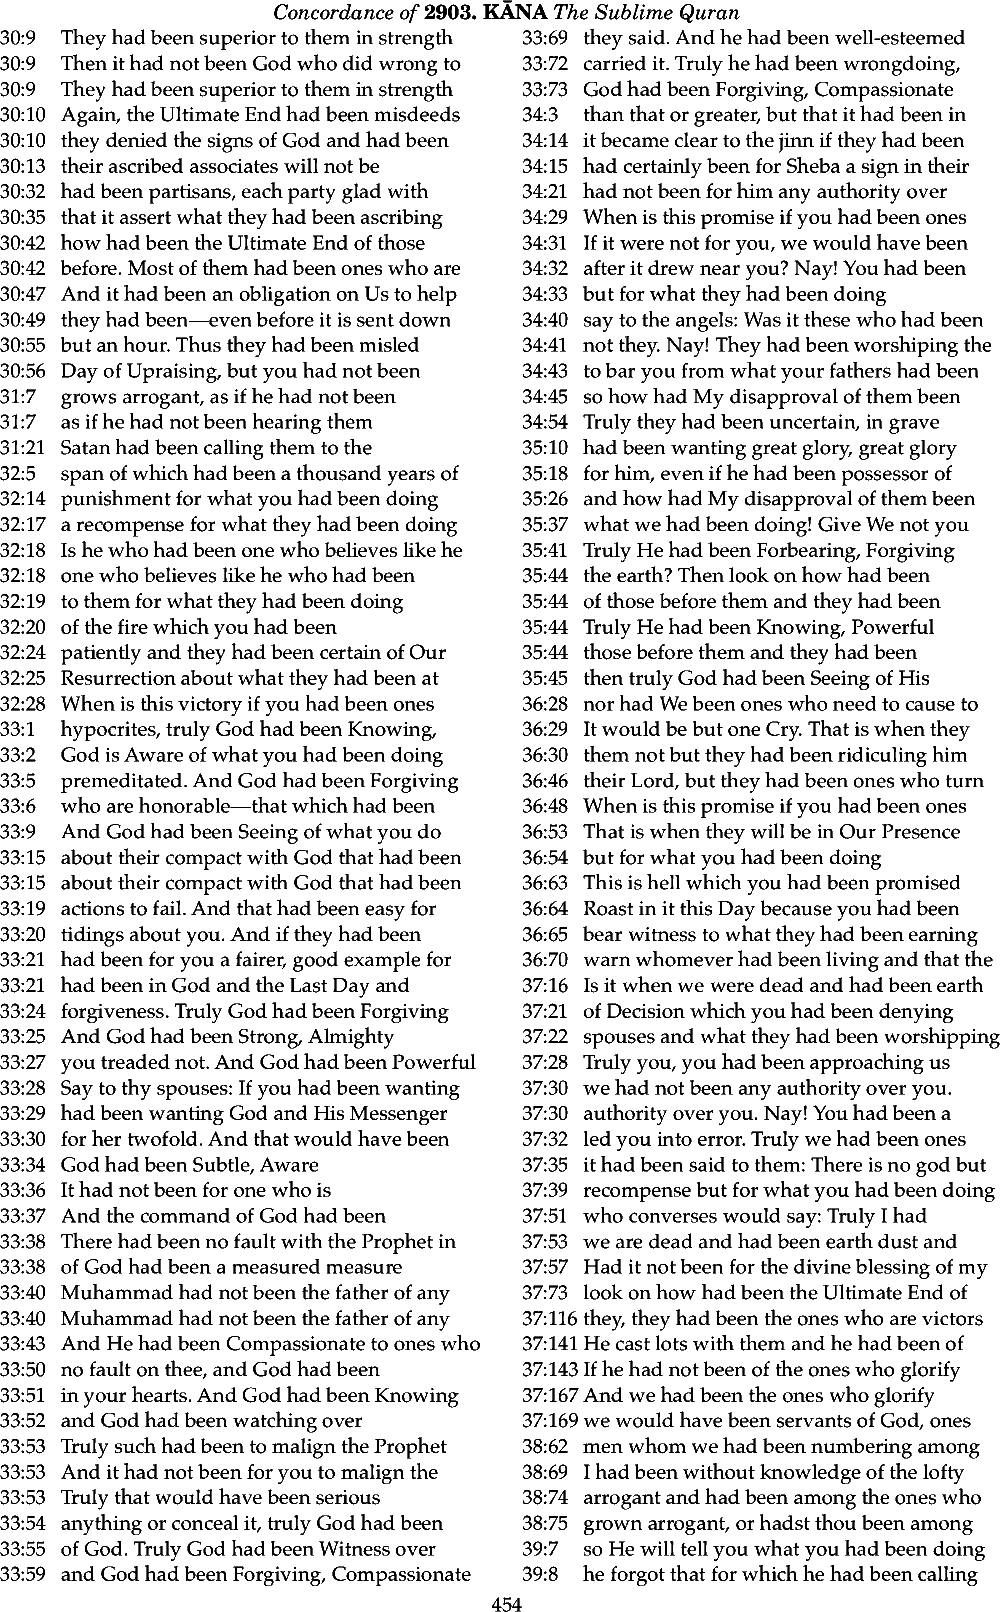 Concordance of 2903. KĀNA The Sublime Quran
30:9 They had been superior to them in strength
30:9 Then it had not been God who did wrong to
30:9 They had been superior to them in strength
30:10 Again, the Ultimate End had been misdeeds
30:10 they denied the signs of God and had been
30:13 their ascribed associates will not be
30:32 had been partisans, each party glad with
30:35 that it assert what they had been ascribing
30:42 how had been the Ultimate End of those
30:42 before. Most of them had been ones who are
30:47 And it had been an obligation on Us to help
30:49 they had been—even before it is sent down
30:55 but an hour. Thus they had been misled
30:56 Day of Upraising, but you had not been
31:7 grows arrogant, as if he had not been
31:7 as if he had not been hearing them
31:21 Satan had been calling them to the
32:5 span of which had been a thousand years of
32:14 punishment for what you had been doing
32:17 a recompense for what they had been doing
32:18 Is he who had been one who believes like he
32:18 one who believes like he who had been
32:19 to them for what they had been doing
32:20 of the fire which you had been
32:24 patiently and they had been certain of Our
32:25 Resurrection about what they had been at
32:28 When is this victory if you had been ones
33:1 hypocrites, truly God had been Knowing,
33:2 God is Aware of what you had been doing
33:5 premeditated. And God had been Forgiving
33:6 who are honorable—that which had been
33:9 And God had been Seeing of what you do
33:15 about their compact with God that had been
33:15 about their compact with God that had been
33:19 actions to fail. And that had been easy for
33:20 tidings about you. And if they had been
33:21 had been for you a fairer, good example for
33:21 had been in God and the Last Day and
33:24 forgiveness. Truly God had been Forgiving
33:25 And God had been Strong, Almighty
33:27 you treaded not. And God had been Powerful
33:28 Say to thy spouses: If you had been wanting
33:29 had been wanting God and His Messenger
33:30 for her twofold. And that would have been
33:34 God had been Subtle, Aware
33:36 It had not been for one who is
33:37 And the command of God had been
33:38 There had been no fault with the Prophet in
33:38 of God had been a measured measure
33:40 Muhammad had not been the father of any
33:40 Muhammad had not been the father of any
33:43 And He had been Compassionate to ones who
33:50 no fault on thee, and God had been
33:51 in your hearts. And God had been Knowing
33:52 and God had been watching over
33:53 Truly such had been to malign the Prophet
33:53 And it had not been for you to malign the
33:53 Truly that would have been serious
33:54 anything or conceal it, truly God had been
33:55 of God. Truly God had been Witness over
33:59 and God had been Forgiving, Compassionate
33:69 they said. And he had been well-esteemed
33:72 carried it. Truly he had been wrongdoing,
33:73 God had been Forgiving, Compassionate
34:3 than that or greater, but that it had been in
34:14 it became clear to the jinn if they had been
34:15 had certainly been for Sheba a sign in their
34:21 had not been for him any authority over
34:29 When is this promise if you had been ones
34:31 If it were not for you, we would have been
34:32 after it drew near you? Nay! You had been
34:33 but for what they had been doing
34:40 say to the angels: Was it these who had been
34:41 not they. Nay! They had been worshiping the
34:43 to bar you from what your fathers had been
34:45 so how had My disapproval of them been
34:54 Truly they had been uncertain, in grave
35:10 had been wanting great glory, great glory
35:18 for him, even if he had been possessor of
35:26 and how had My disapproval of them been
35:37 what we had been doing! Give We not you
35:41 Truly He had been Forbearing, Forgiving
35:44 the earth? Then look on how had been
35:44 of those before them and they had been
35:44 Truly He had been Knowing, Powerful
35:44 those before them and they had been
35:45 then truly God had been Seeing of His
36:28 nor had We been ones who need to cause to
36:29 It would be but one Cry. That is when they
36:30 them not but they had been ridiculing him
36:46 their Lord, but they had been ones who turn
36:48 When is this promise if you had been ones
36:53 That is when they will be in Our Presence
36:54 but for what you had been doing
36:63 This is hell which you had been promised
36:64 Roast in it this Day because you had been
36:65 bear witness to what they had been earning
36:70 warn whomever had been living and that the
37:16 Is it when we were dead and had been earth
37:21 of Decision which you had been denying
37:22 spouses and what they had been worshipping
37:28 Truly you, you had been approaching us
37:30 we had not been any authority over you.
37:30 authority over you. Nay! You had been a
37:32 led you into error. Truly we had been ones
37:35 it had been said to them: There is no god but
37:39 recompense but for what you had been doing
37:51 who converses would say: Truly I had
37:53 we are dead and had been earth dust and
37:57 Had it not been for the divine blessing of my
37:73 look on how had been the Ultimate End of
37:116 they, they had been the ones who are victors
37:141 He cast lots with them and he had been of
37:143 If he had not been of the ones who glorify
37:167 And we had been the ones who glorify
37:169 we would have been servants of God, ones
38:62 men whom we had been numbering among
38:69 I had been without knowledge of the lofty
38:74 arrogant and had been among the ones who
38:75 grown arrogant, or hadst thou been among
39:7 so He will tell you what you had been doing
39:8 he forgot that for which he had been calling
454